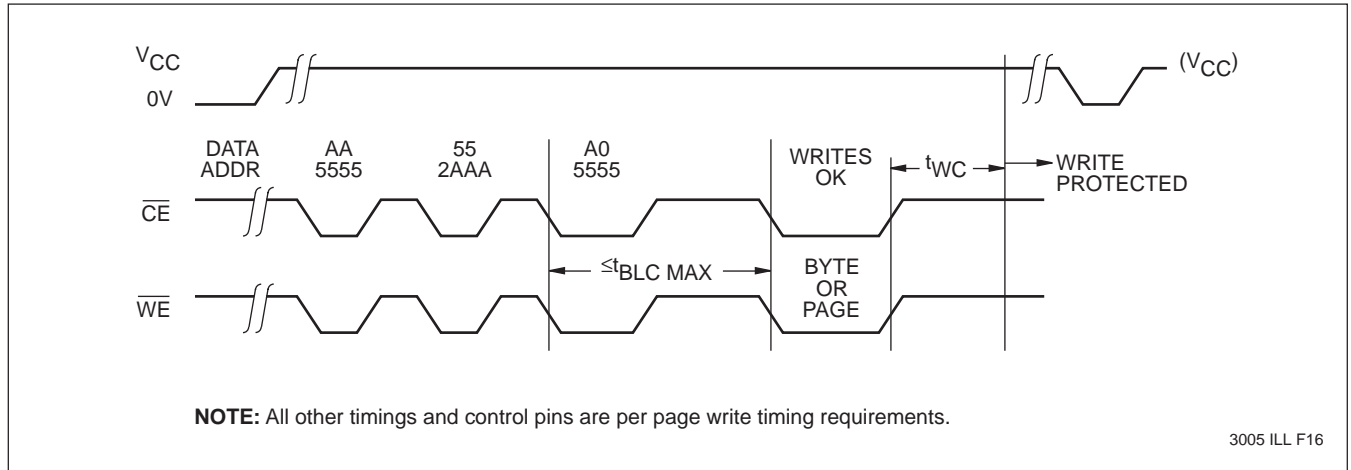 VCC
0V
(VCC)
DATA AA 55 A0 WRITES
ADDR 5555 2AAA 5555 OK
tWC
WRITE
PROTECTED
CE
≤tBLC MAX
BYTE
OR
PAGE
WE
NOTE: All other timings and control pins are per page write timing requirements.
3005 ILL F16